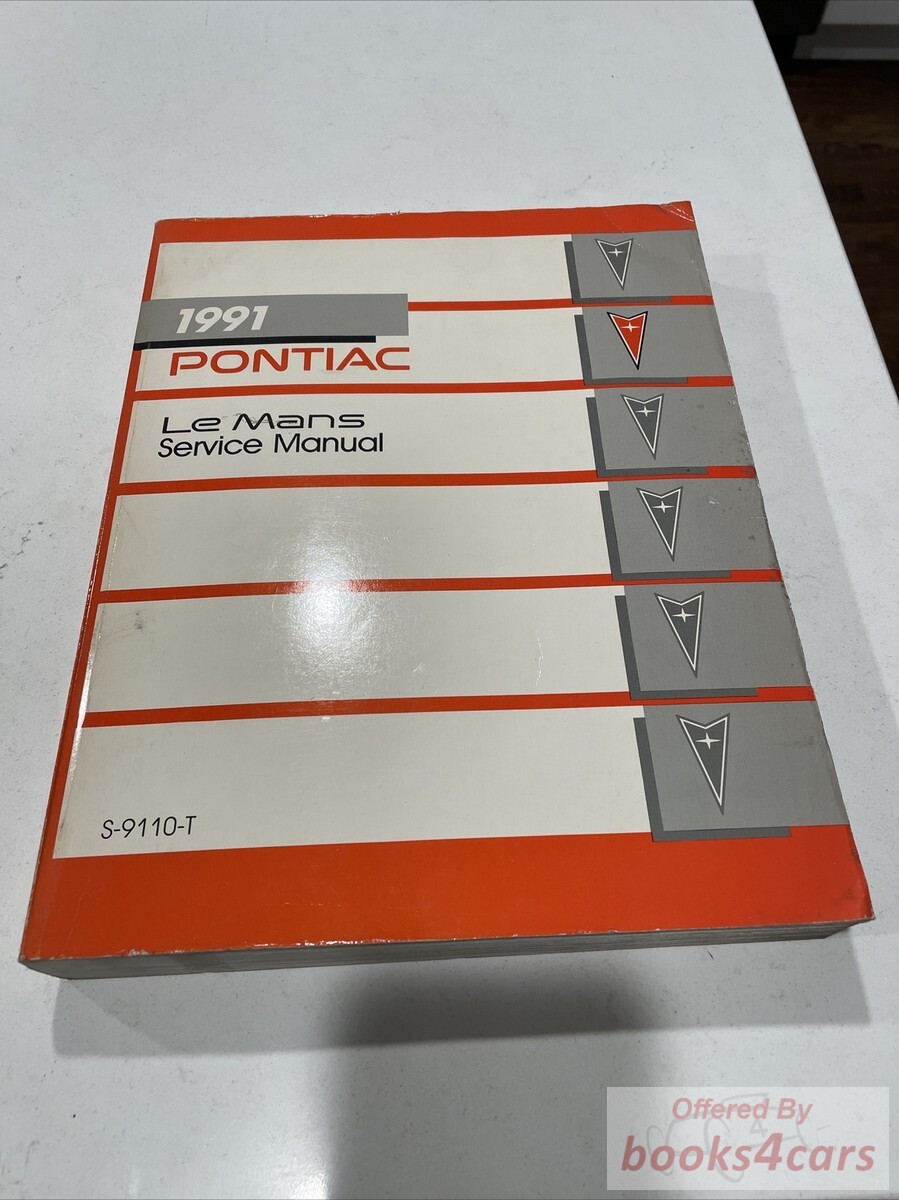 1991
PONTIAC
Le Mans
Service Manual
S-9110-T
Offered By
books4cars